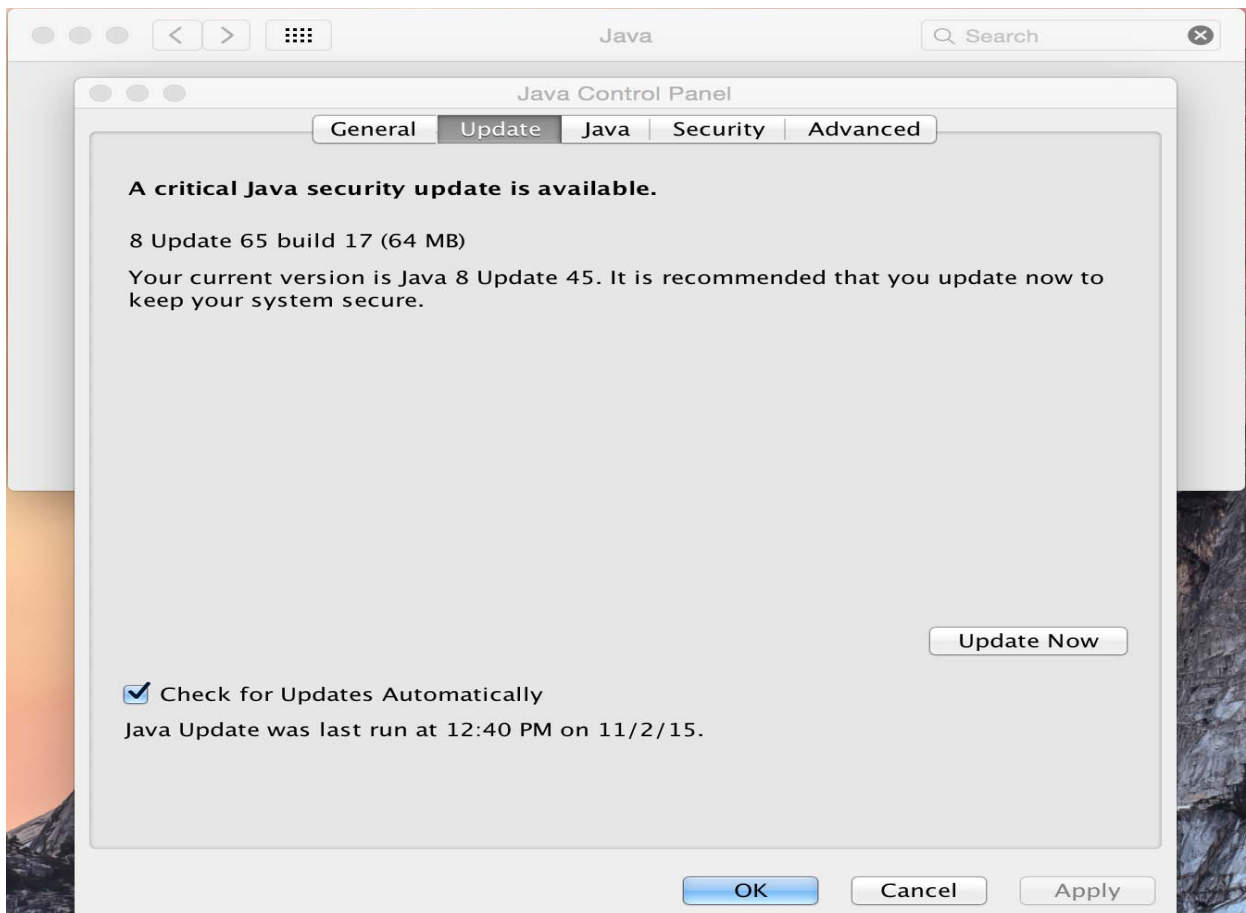 Java
Search
Java Control Panel
General
Update
Java
Security
Advanced
A critical Java security update is available.
8 Update 65 build 17 (64 MB)
Your current version is Java 8 Update 45. It is recommended that you update now to
keep your system secure.
Update Now
Check for Updates Automatically
Java Update was last run at 12:40 PM on 11/2/15.
OK
Cancel
Apply